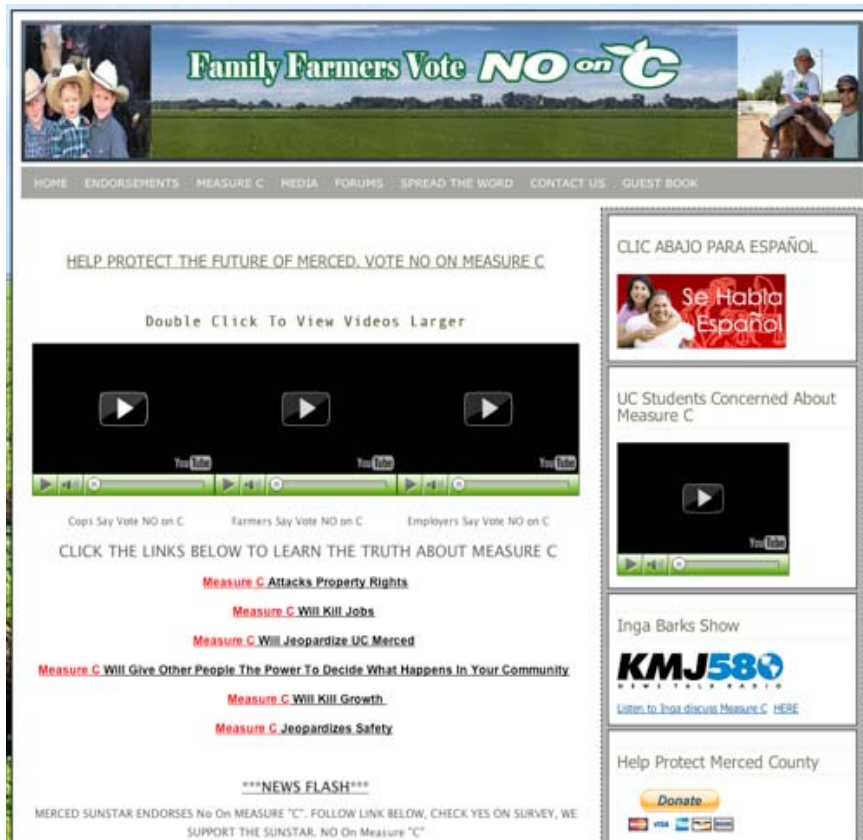 Family Farmers Vote NO on C
HOME ENDORSEMENTS MEASURE C MEDIA FORUMS SPREAD THE WORD CONTACT US GUEST BOOK
HELP PROTECT THE FUTURE OF MERCED. VOTE NO ON MEASURE C
Double Click To View Videos Larger
YouTube YouTube YouTube
Cops Say Vote NO on C Farmers Say Vote NO on C Employers Say Vote NO on C
CLICK THE LINKS BELOW TO LEARN THE TRUTH ABOUT MEASURE C
Measure C Attacks Property Rights
Measure C Will Kill Jobs
Measure C Will Jeopardize UC Merced
Measure C Will Give Other People The Power To Decide What Happens In Your Community
Measure C Will Kill Growth
Measure C Jeopardizes Safety
***NEWS FLASH***
MERCED SUNSTAR ENDORSES No On MEASURE "C". FOLLOW LINK BELOW, CHECK YES ON SURVEY, WE
SUPPORT THE SUNSTAR. NO On Measure "C"
CLIC ABAJO PARA ESPAÑOL
Se Habla
Español
UC Students Concerned About
Measure C
YouTube
Inga Barks Show
KMJ580
NEWS TALK RADIO
Listen to Inga discuss Measure C HERE
Help Protect Merced County
Donate
VISA